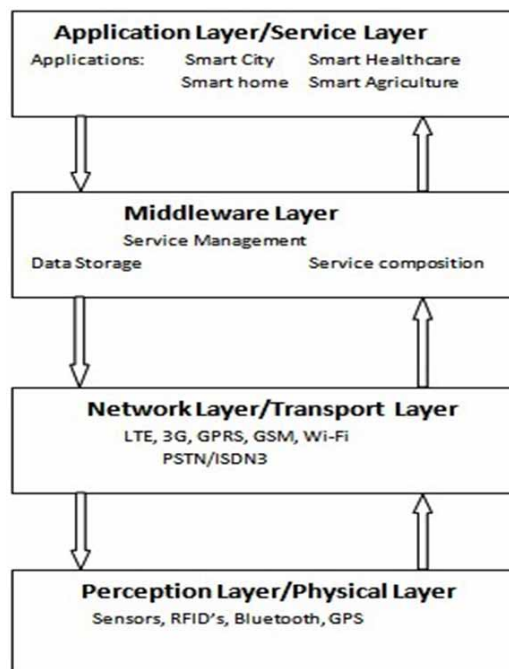 Application Layer/Service Layer
Applications: Smart City Smart Healthcare
Smart home Smart Agriculture
Middleware Layer
Service Management
Data Storage Service composition
Network Layer/Transport Layer
LTE, 3G, GPRS, GSM, Wi-Fi
PSTN/ISDN3
Perception Layer/Physical Layer
Sensors, RFID's, Bluetooth, GPS